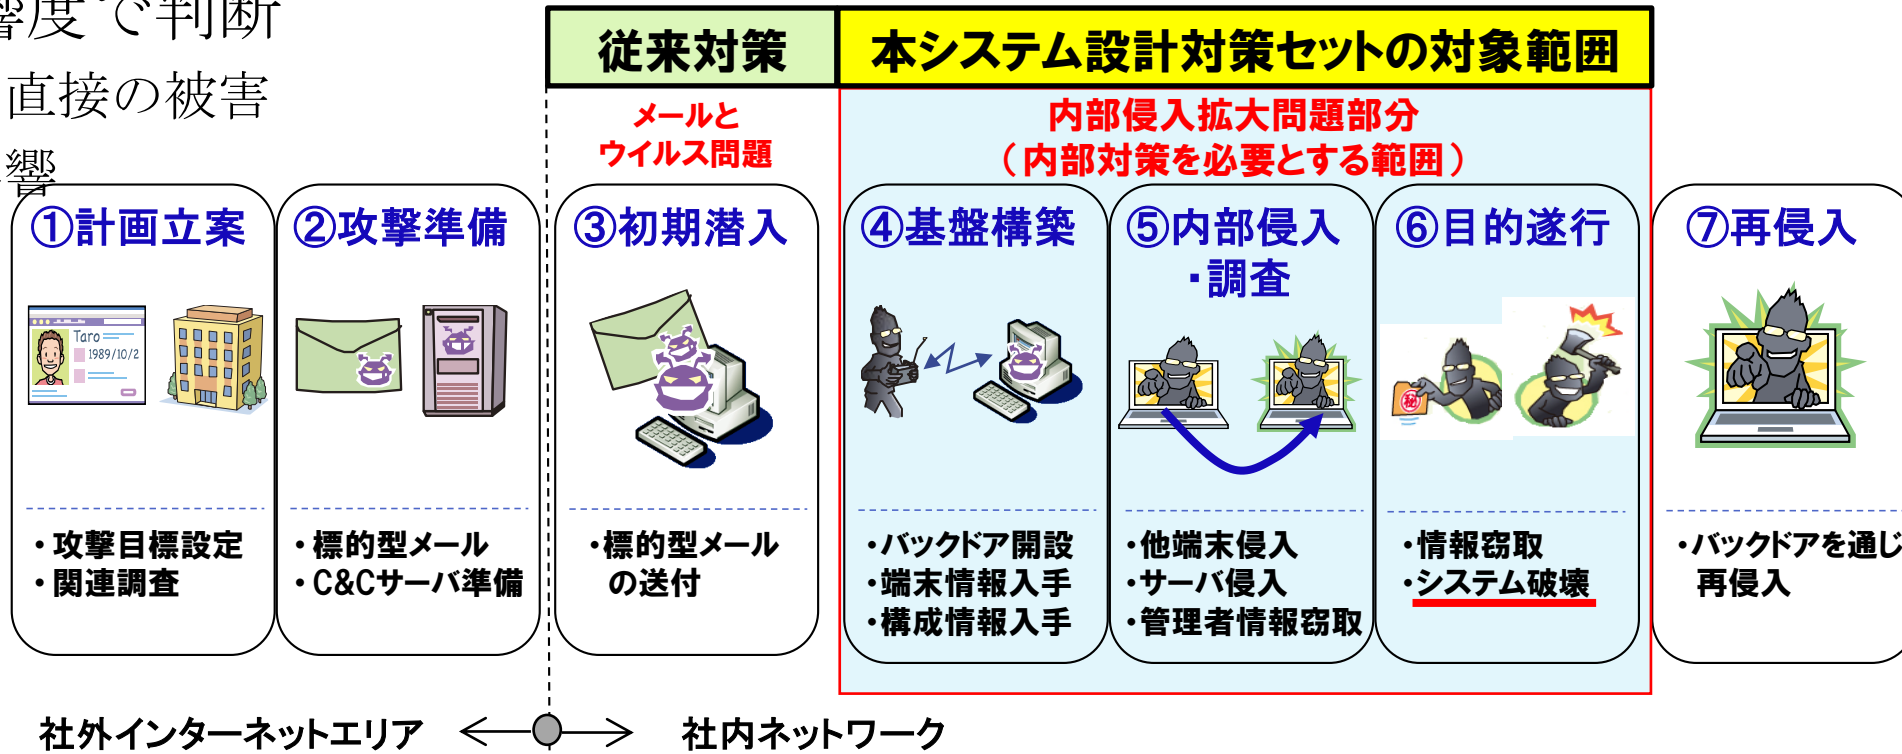 響度で判断
直接の被害
響
従来対策
本システム設計対策セットの対象範囲
メールと
ウイルス問題
内部侵入拡大問題部分
（内部対策を必要とする範囲）
①計画立案
Taro
1989/10/2
・攻撃目標設定
・関連調査
②攻撃準備
・標的型メール
・C&Cサーバ準備
③初期潜入
・標的型メール
の送付
④基盤構築
・バックドア開設
・端末情報入手
・構成情報入手
⑤内部侵入
・調査
・他端末侵入
・サーバ侵入
・管理者情報窃取
⑥目的遂行
秘
・情報窃取
・システム破壊
⑦再侵入
・バックドアを通じ
再侵入
社外インターネットエリア
社内ネットワーク